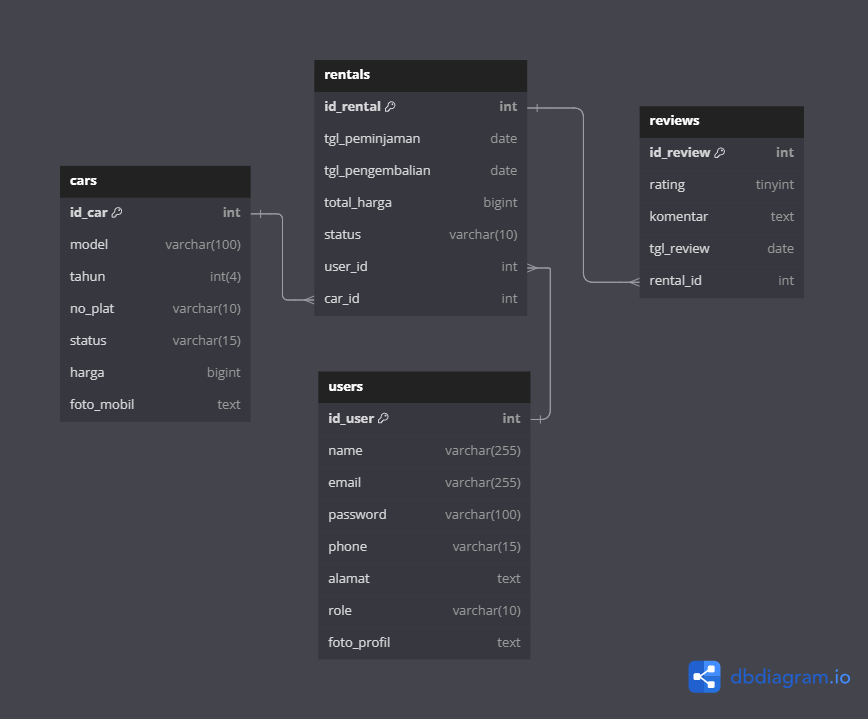 rentals
id_rental int
tgl_peminjaman date
tgl_pengembalian date
total_harga bigint
status varchar(10)
user_id int
car_id int
reviews
id_review int
rating tinyint
komentar text
tgl_review date
rental_id int
cars
id_car int
model varchar(100)
tahun int(4)
no_plat varchar(10)
status varchar(15)
harga bigint
foto_mobil text
users
id_user int
name varchar(255)
email varchar(255)
password varchar(100)
phone varchar(15)
alamat text
role varchar(10)
foto_profil text
dbdiagram.io